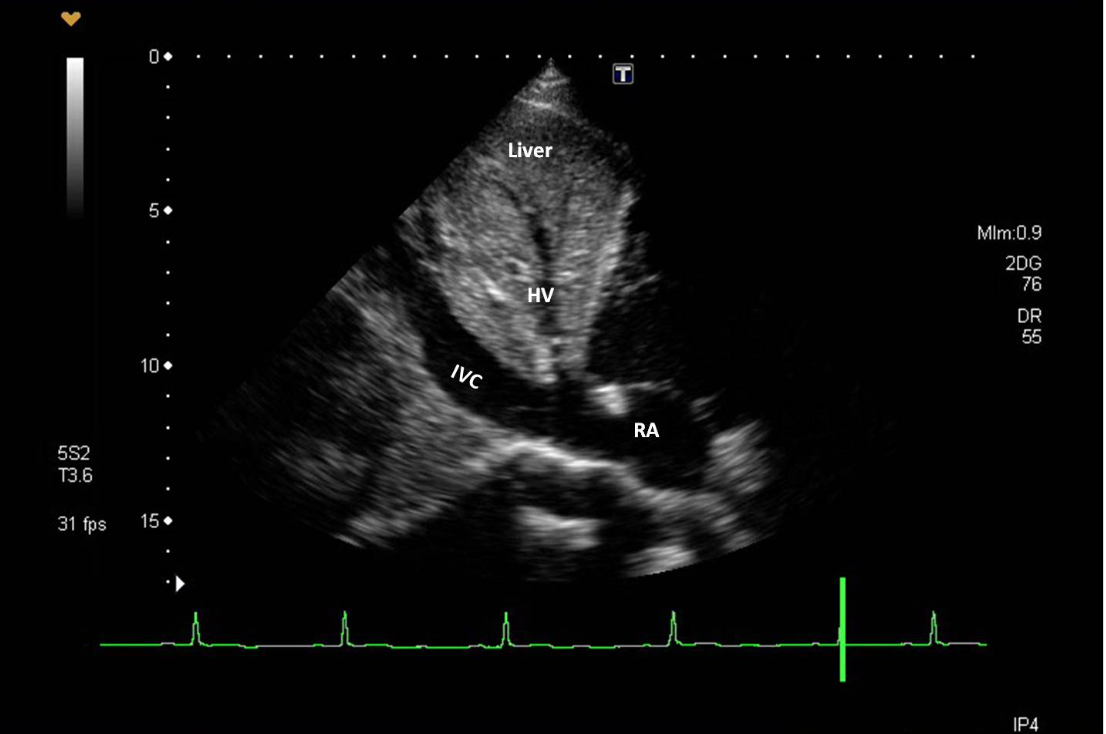 0
T
Liver
5
MIm:0.9
2DG
76
HV
DR
55
10
IVC
RA
5S2
T3.6
15
31 fps
IP4